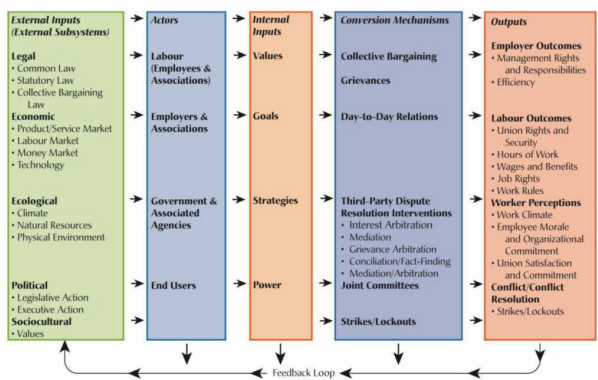 External Inputs
(External Subsystems)
Legal
• Common Law
• Statutory Law
• Collective Bargaining
Law
Economic
• Product/Service Market
• Labour Market
• Money Market
• Technology
Ecological
• Climate
• Natural Resources
• Physical Environment
Political
• Legislative Action
• Executive Action
Sociocultural
• Values
Actors
Labour
(Employees &
Associations)
Employers
& Associations
Government &
Associated
Agencies
End Users
Internal
Inputs
Values
Goals
Strategies
Power
Conversion Mechanisms
Collective Bargaining
Grievances
Day-to-Day Relations
Third-Party Dispute
Resolution Interventions
• Interest Arbitration
• Mediation
• Grievance Arbitration
• Conciliation/Fact-Finding
• Mediation/Arbitration
Joint Committees
Strikes/Lockouts
Outputs
Employer Outcomes
• Management Rights
and Responsibilities
• Efficiency
Labour Outcomes
• Union Rights and
Security
• Hours of Work
• Wages and Benefits
• Job Rights
• Work Rules
Worker Perceptions
• Work Climate
• Employee Morale
and Organizational
Commitment
• Union Satisfaction
and Commitment
Conflict/Conflict
Resolution
• Strikes/Lockouts
Feedback Loop